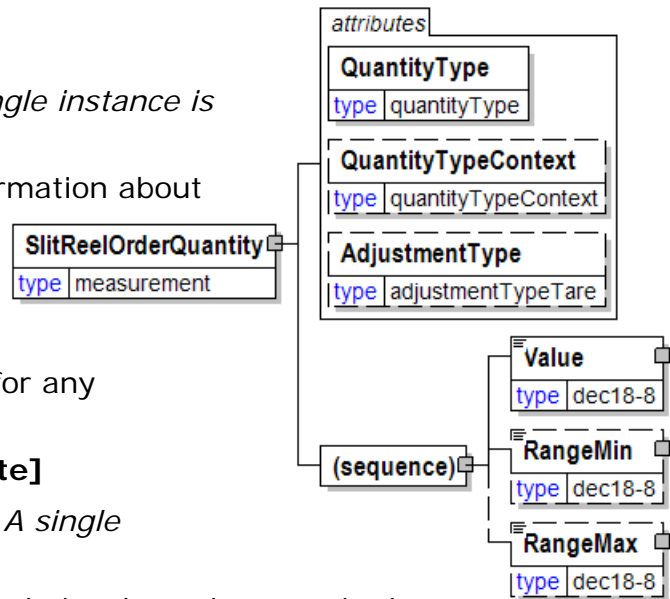 attributes
QuantityType
type quantityType
ngle instance is
QuantityTypeContext
type quantityTypeContext
rmation about
SlitReelOrderQuantity
type measurement
AdjustmentType
type adjustmentTypeTare
Value
type dec18-8
for any
(sequence)
RangeMin
type dec18-8
te]
A single
RangeMax
type dec18-8